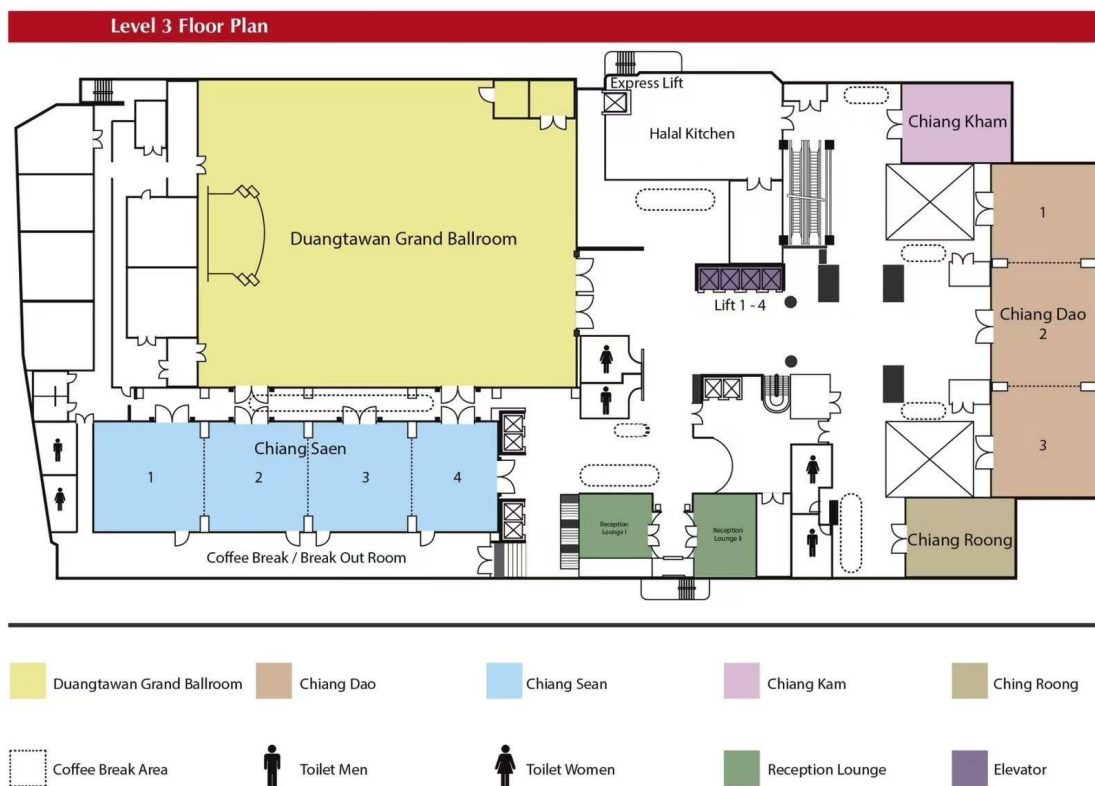 Level 3 Floor Plan
Express Lift
Halal Kitchen
Chiang Kham
1
Duangtawan Grand Ballroom
Lift 1 - 4
Chiang Dao
2
Chiang Saen
1
2
3
4
3
Reception
Lounge I
Reception
Lounge II
Chiang Roong
Coffee Break / Break Out Room
Duangtawan Grand Ballroom
Chiang Dao
Chiang Sean
Chiang Kam
Ching Roong
Coffee Break Area
Toilet Men
Toilet Women
Reception Lounge
Elevator